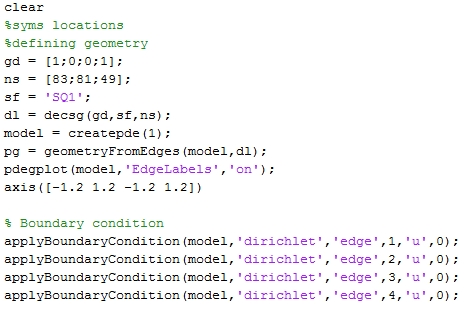 clear
%syms locations
%defining geometry
gd = [1;0;0;1];
ns = [83;81;49];
sf = 'SQ1';
dl = decsg(gd,sf,ns);
model = createpde(1);
pg = geometryFromEdges(model,dl);
pdegplot(model,'EdgeLabels','on');
axis([-1.2 1.2 -1.2 1.2])
% Boundary condition
applyBoundaryCondition(model,'dirichlet','edge',1,'u',0);
applyBoundaryCondition(model,'dirichlet','edge',2,'u',0);
applyBoundaryCondition(model,'dirichlet','edge',3,'u',0);
applyBoundaryCondition(model,'dirichlet','edge',4,'u',0);